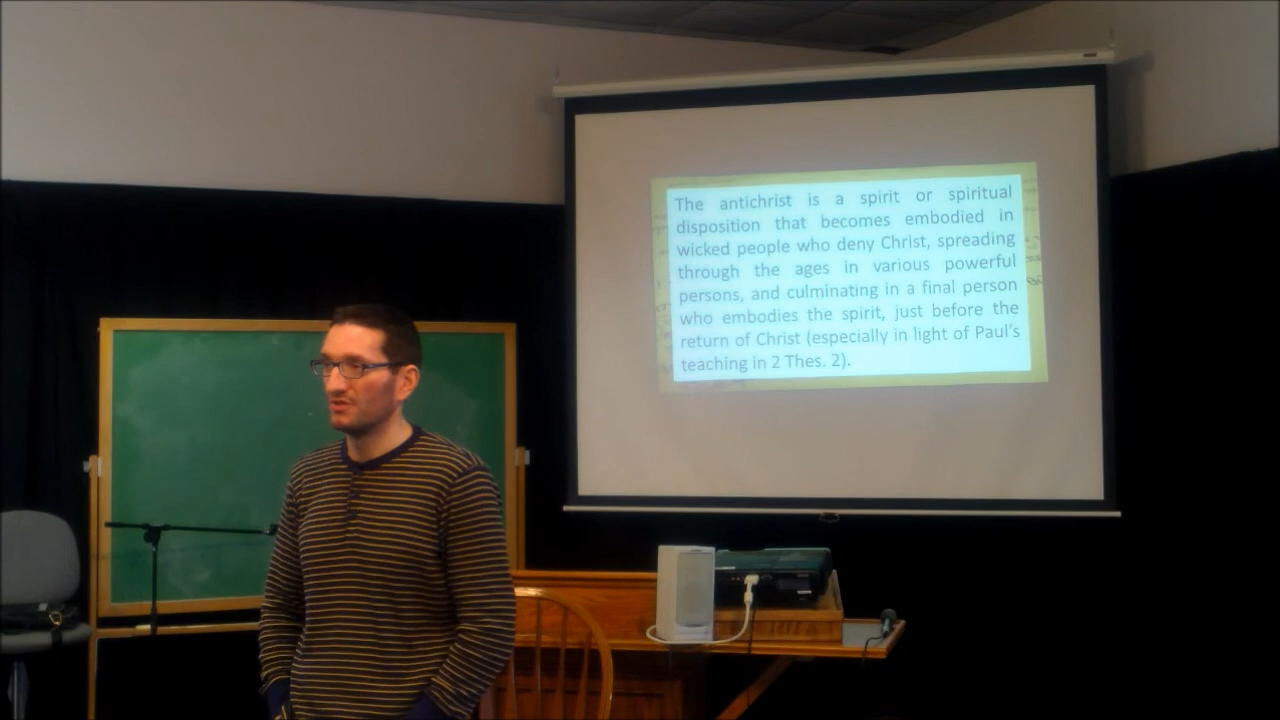 The antichrist is a spirit or spiritual
disposition that becomes embodied in
wicked people who deny Christ, spreading
through the ages in various powerful
persons, and culminating in a final person
who embodies the spirit, just before the
return of Christ (especially in light of Paul's
teaching in 2 Thes. 2).